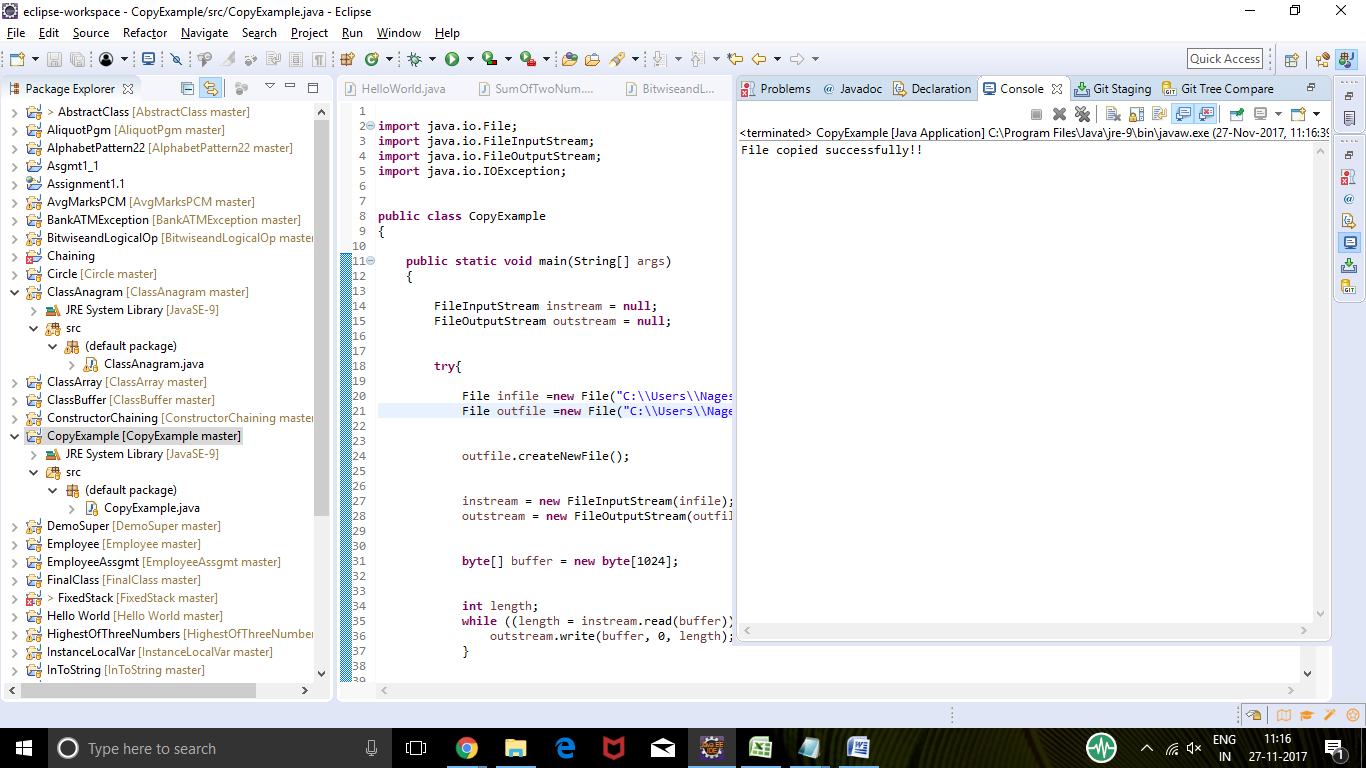 eclipse-workspace - CopyExample/src/CopyExample.java - Eclipse
File Edit Source Refactor Navigate Search Project Run Window Help
Quick Access
Package Explorer
> AbstractClass [AbstractClass master]
AliquotPgm [AliquotPgm master]
AlphabetPattern22 [AlphabetPattern22 master]
Asgmt1_1
Assignment1.1
AvgMarksPCM [AvgMarksPCM master]
BankATMException [BankATMException master]
BitwiseandLogicalOp [BitwiseandLogicalOp master
Chaining
Circle [Circle master]
ClassAnagram [ClassAnagram master]
JRE System Library [JavaSE-9]
src
(default package)
ClassAnagram.java
ClassArray [ClassArray master]
ClassBuffer [ClassBuffer master]
ConstructorChaining [ConstructorChaining master
CopyExample [CopyExample master]
JRE System Library [JavaSE-9]
src
(default package)
CopyExample.java
DemoSuper [DemoSuper master]
Employee [Employee master]
EmployeeAssgmt [EmployeeAssgmt master]
FinalClass [FinalClass master]
> FixedStack [FixedStack master]
Hello World [Hello World master]
HighestOfThreeNumbers [HighestOfThreeNumber
InstanceLocalVar [InstanceLocalVar master]
InToString [InToString master]
HelloWorld.java SumOfTwoNum... BitwiseandL...
1
2 import java.io.File;
3 import java.io.FileInputStream;
4 import java.io.FileOutputStream;
5 import java.io.IOException;
6
7
8 public class CopyExample
9 {
10
11 public static void main(String[] args)
12 {
13
14 FileInputStream instream = null;
15 FileOutputStream outstream = null;
16
17
18 try{
19
20 File infile =new File("C:\\Users\\Nages
21 File outfile =new File("C:\\Users\\Nage
22
23
24 outfile.createNewFile();
25
26
27 instream = new FileInputStream(infile);
28 outstream = new FileOutputStream(outfil
29
30
31 byte[] buffer = new byte[1024];
32
33
34 int length;
35 while ((length = instream.read(buffer))
36 outstream.write(buffer, 0, length);
37 }
38
39
Problems Javadoc Declaration Console Git Staging Git Tree Compare
<terminated> CopyExample [Java Application] C:\Program Files\Java\jre-9\bin\javaw.exe (27-Nov-2017, 11:16:39
File copied successfully!!
Type here to search
ENG
IN
11:16
27-11-2017
1